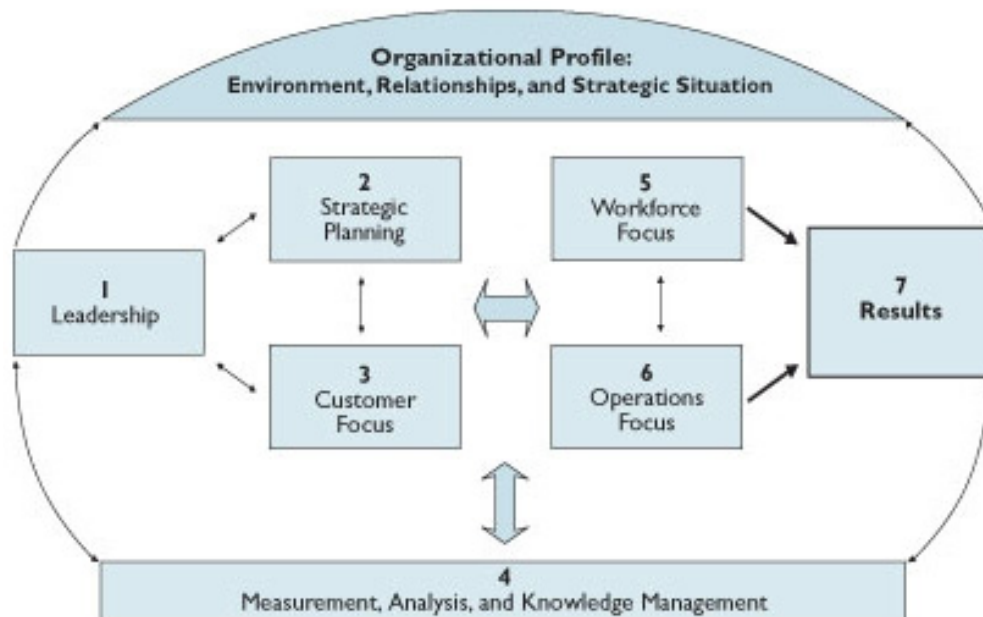 Organizational Profile:
Environment, Relationships, and Strategic Situation
1
Leadership
2
Strategic
Planning
3
Customer
Focus
5
Workforce
Focus
6
Operations
Focus
7
Results
4
Measurement, Analysis, and Knowledge Management